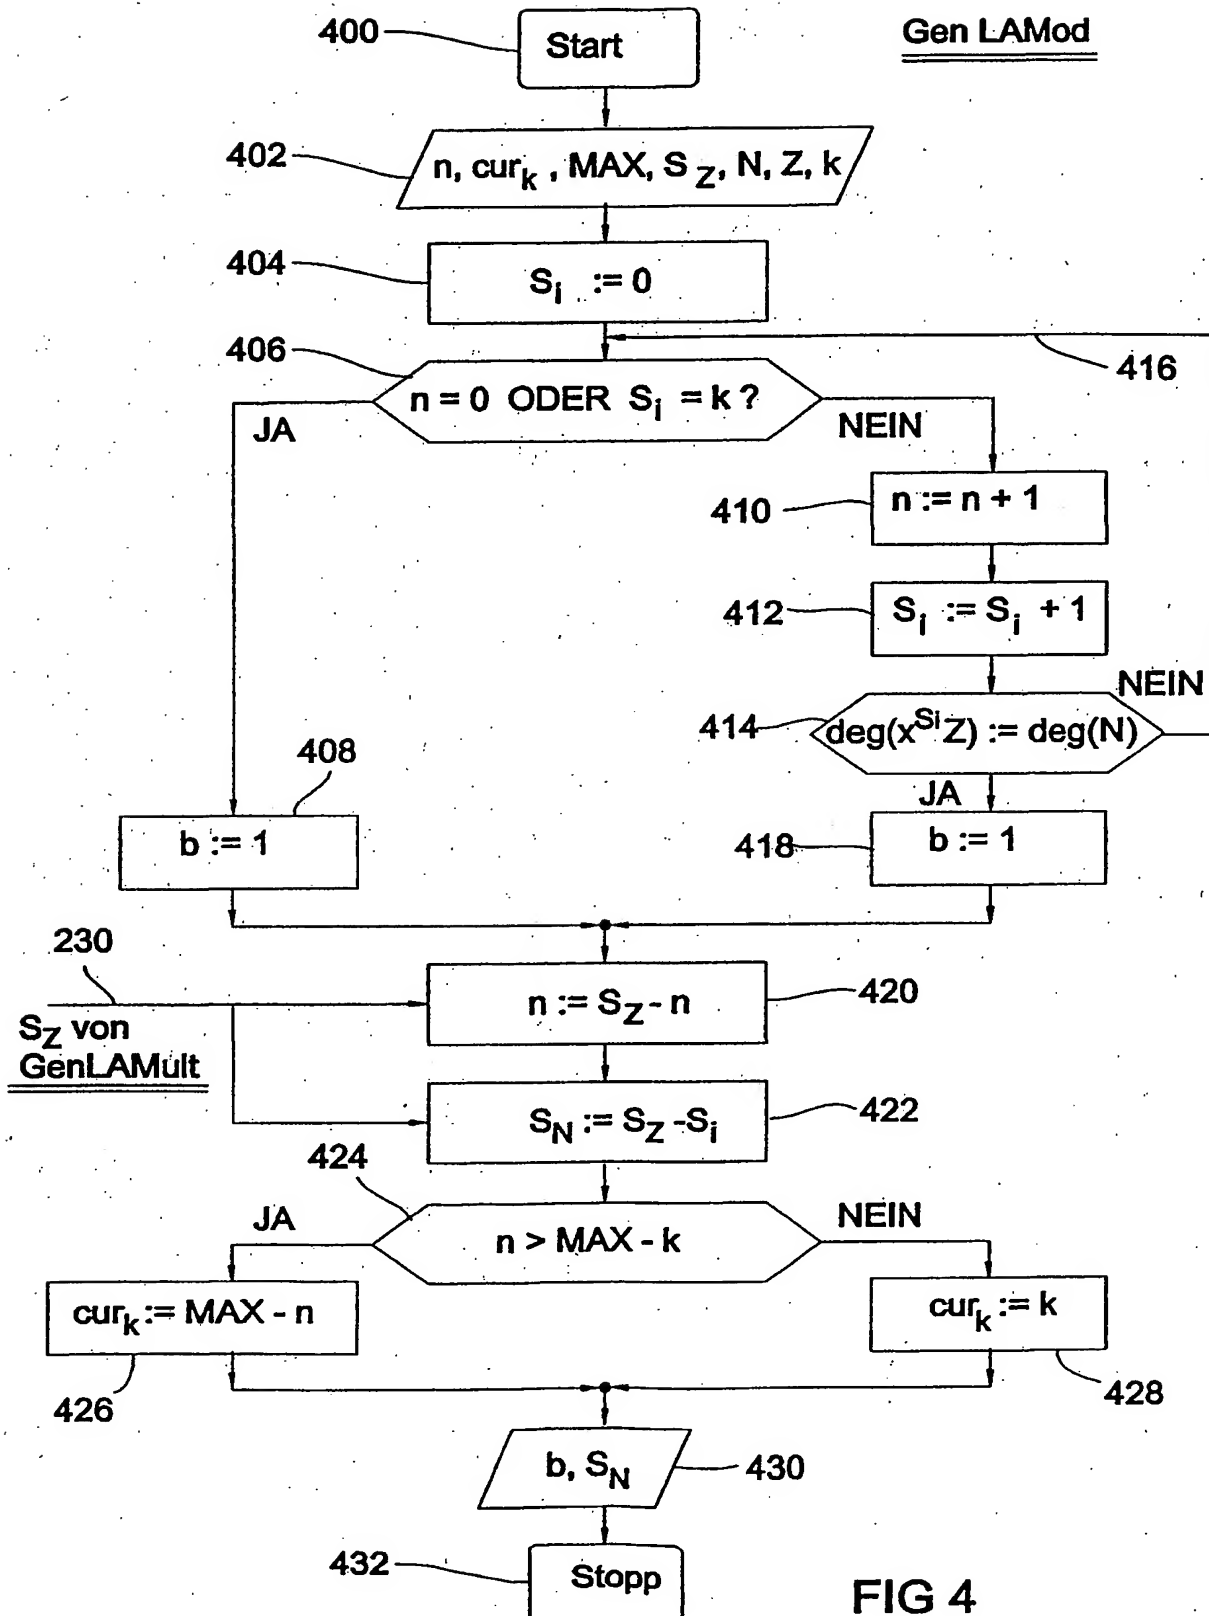 400
Start
Gen LAMod
402
n, cur_k , MAX, S_Z, N, Z, k
404
S_i := 0
406
416
n = 0 ODER S_i = k ?
JA
NEIN
410
n := n + 1
412
S_i := S_i + 1
NEIN
414
deg(x^{Si}Z) := deg(N)
JA
408
b := 1
418
b := 1
230
S_Z von
GenLAMult
n := S_Z - n
420
S_N := S_Z - S_i
422
424
JA
NEIN
n > MAX - k
cur_k := MAX - n
cur_k := k
426
428
b, S_N
430
432
Stopp
FIG 4